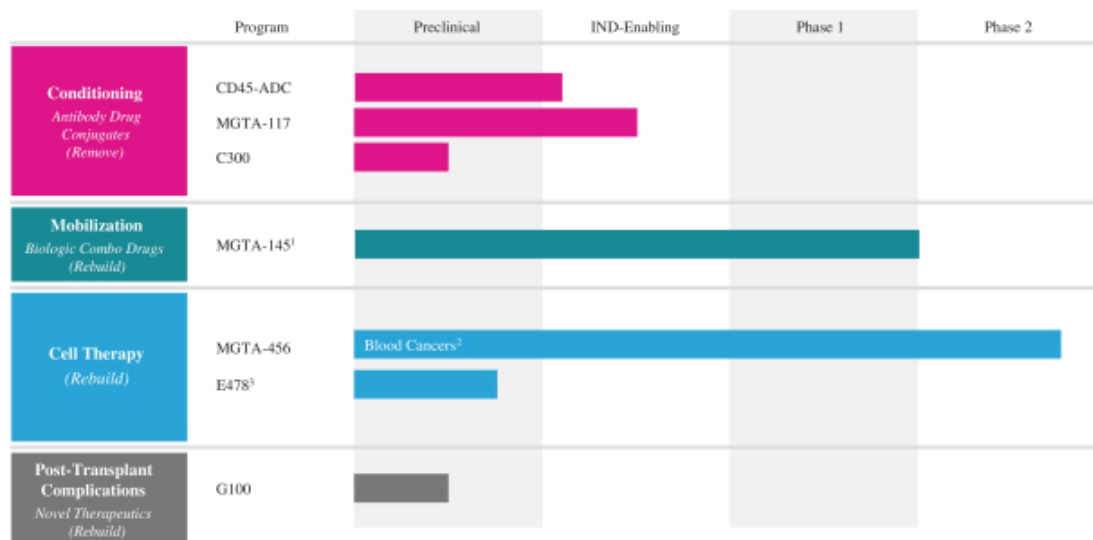 Program Preclinical IND-Enabling Phase 1 Phase 2
Conditioning
Antibody Drug
Conjugates
(Remove)
CD45-ADC
MGTA-117
C300
Mobilization
Biologic Combo Drugs
(Rebuild)
MGTA-145¹
Cell Therapy
(Rebuild)
MGTA-456 Blood Cancers²
E478³
Post-Transplant
Complications
Novel Therapeutics
(Rebuild)
G100